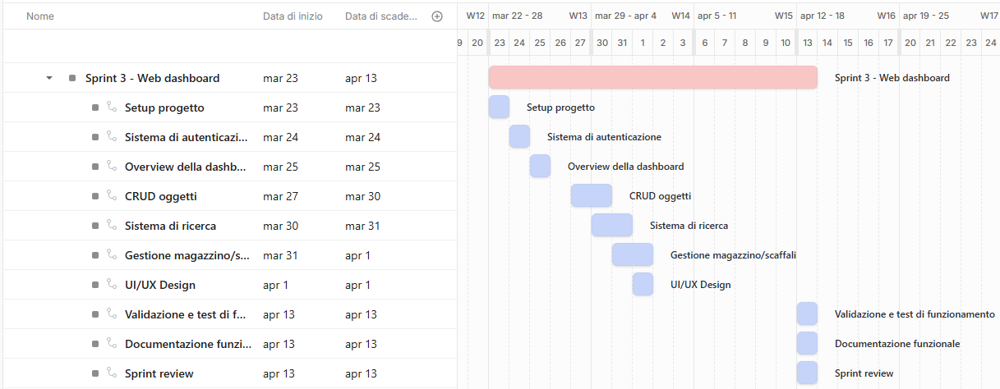 Nome Data di inizio Data di scade... W12 mar 22 - 28 W13 mar 29 - apr 4 W14 apr 5 - 11 W15 apr 12 - 18 W16 apr 19 - 25 W17
9 20 23 24 25 26 27 30 31 1 2 3 6 7 8 9 10 13 14 15 16 17 20 21 22 23 24
Sprint 3 - Web dashboard mar 23 apr 13 Sprint 3 - Web dashboard
Setup progetto mar 23 mar 23 Setup progetto
Sistema di autenticazi... mar 24 mar 24 Sistema di autenticazione
Overview della dashb... mar 25 mar 25 Overview della dashboard
CRUD oggetti mar 27 mar 30 CRUD oggetti
Sistema di ricerca mar 30 mar 31 Sistema di ricerca
Gestione magazzino/s... mar 31 apr 1 Gestione magazzino/scaffali
UI/UX Design apr 1 apr 1 UI/UX Design
Validazione e test di f... apr 13 apr 13 Validazione e test di funzionamento
Documentazione funzi... apr 13 apr 13 Documentazione funzionale
Sprint review apr 13 apr 13 Sprint review